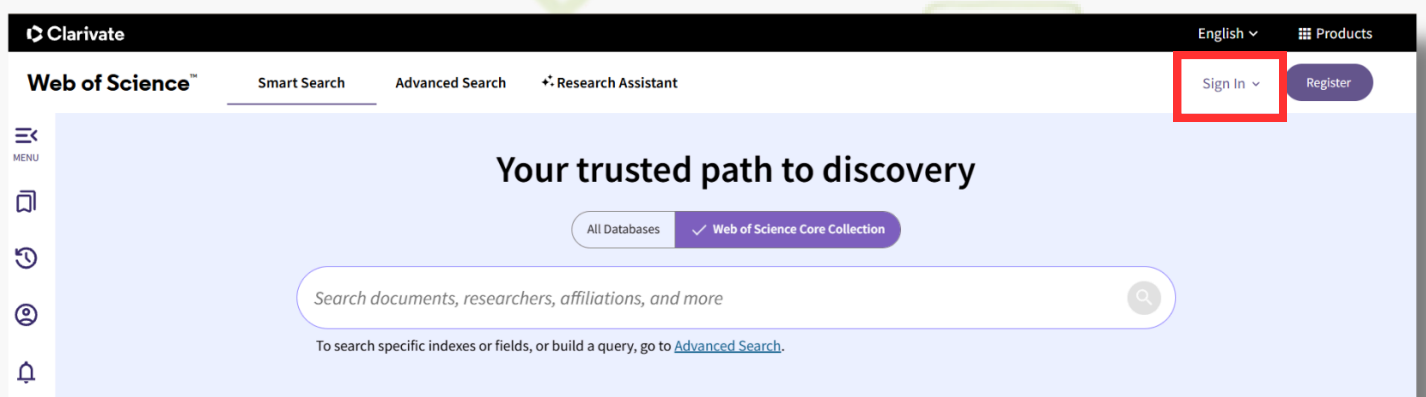 Clarivate
English
Products
Web of Science™
Smart Search
Advanced Search
Research Assistant
Sign In
Register
MENU
Your trusted path to discovery
All Databases
Web of Science Core Collection
Search documents, researchers, affiliations, and more
To search specific indexes or fields, or build a query, go to Advanced Search.